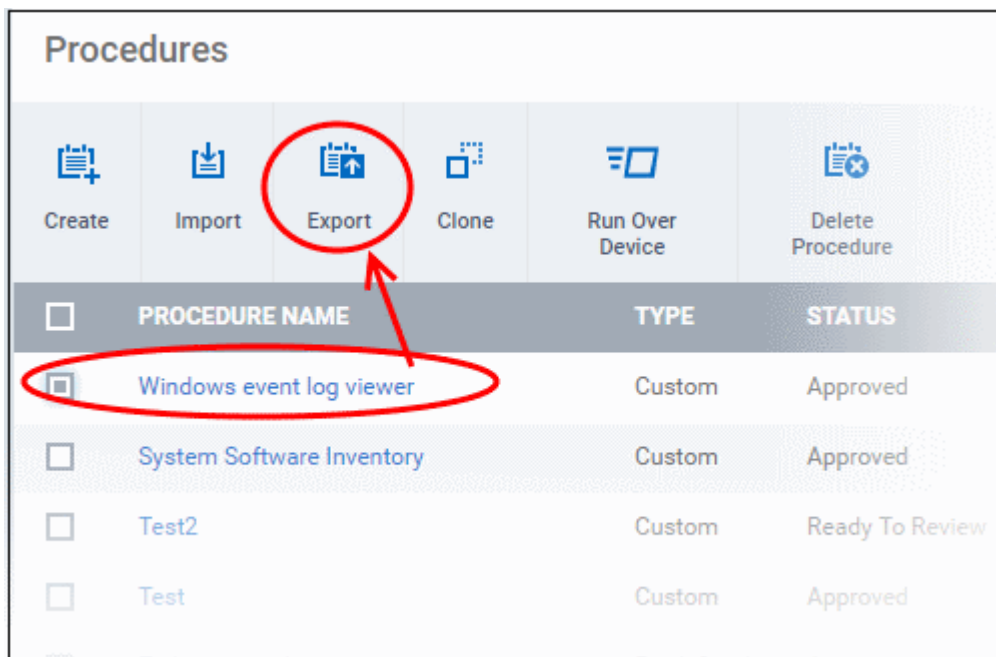 Procedures
Create
Import
Export
Clone
Run Over
Device
Delete
Procedure
PROCEDURE NAME TYPE STATUS
Windows event log viewer Custom Approved
System Software Inventory Custom Approved
Test2 Custom Ready To Review
Test Custom Approved